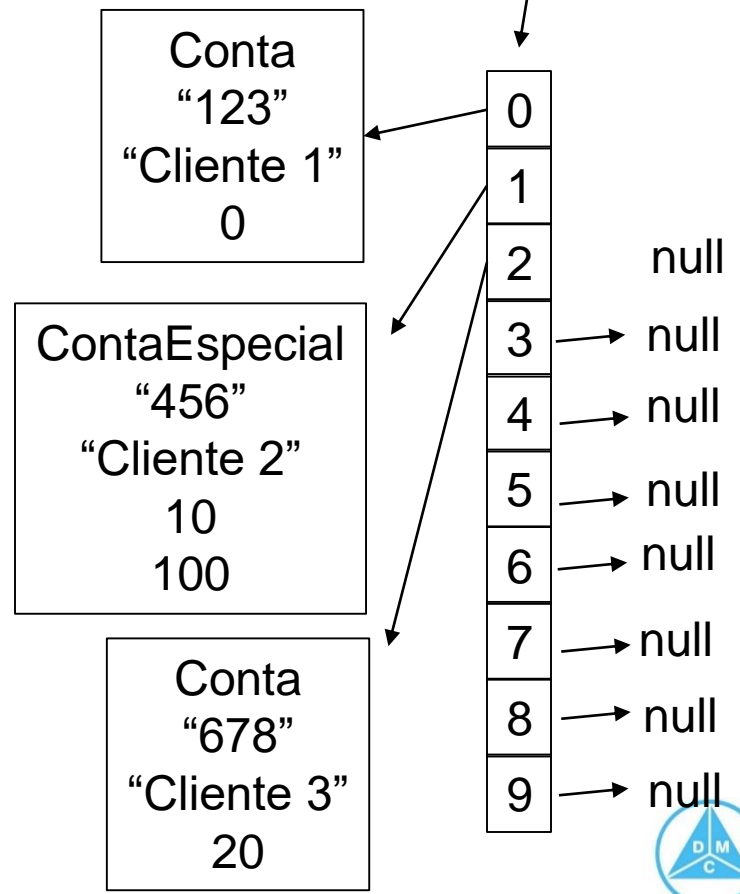 Conta
“123”
“Cliente 1”
0
ContaEspecial
“456”
“Cliente 2”
10
100
Conta
“678”
“Cliente 3”
20
0
1
2 null
3 null
4 null
5 null
6 null
7 null
8 null
9 null
D M
C